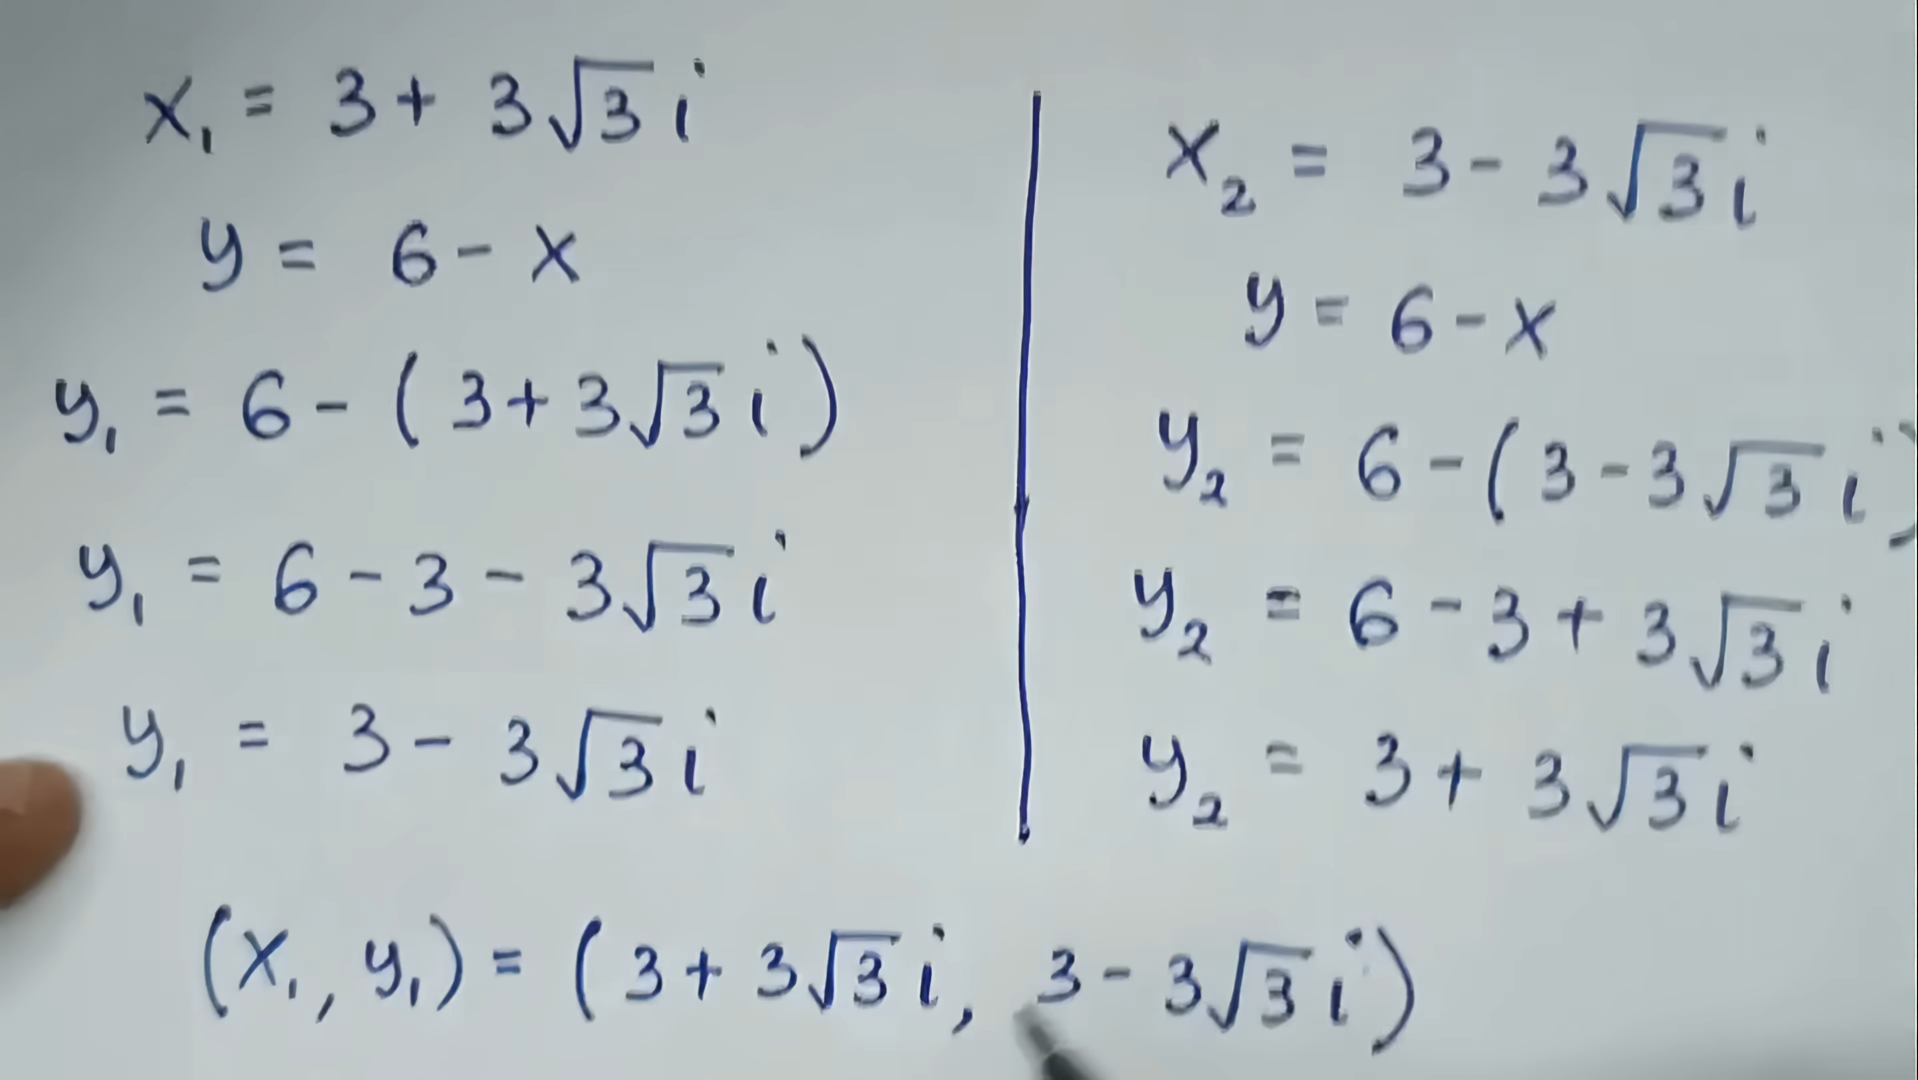 x₁ = 3 + 3√3 i
y = 6 - x
y₁ = 6 - (3 + 3√3 i)
y₁ = 6 - 3 - 3√3 i
y₁ = 3 - 3√3 i
x₂ = 3 - 3√3 i
y = 6 - x
y₂ = 6 - (3 - 3√3 i)
y₂ = 6 - 3 + 3√3 i
y₂ = 3 + 3√3 i
(x₁, y₁) = (3 + 3√3 i, 3 - 3√3 i)